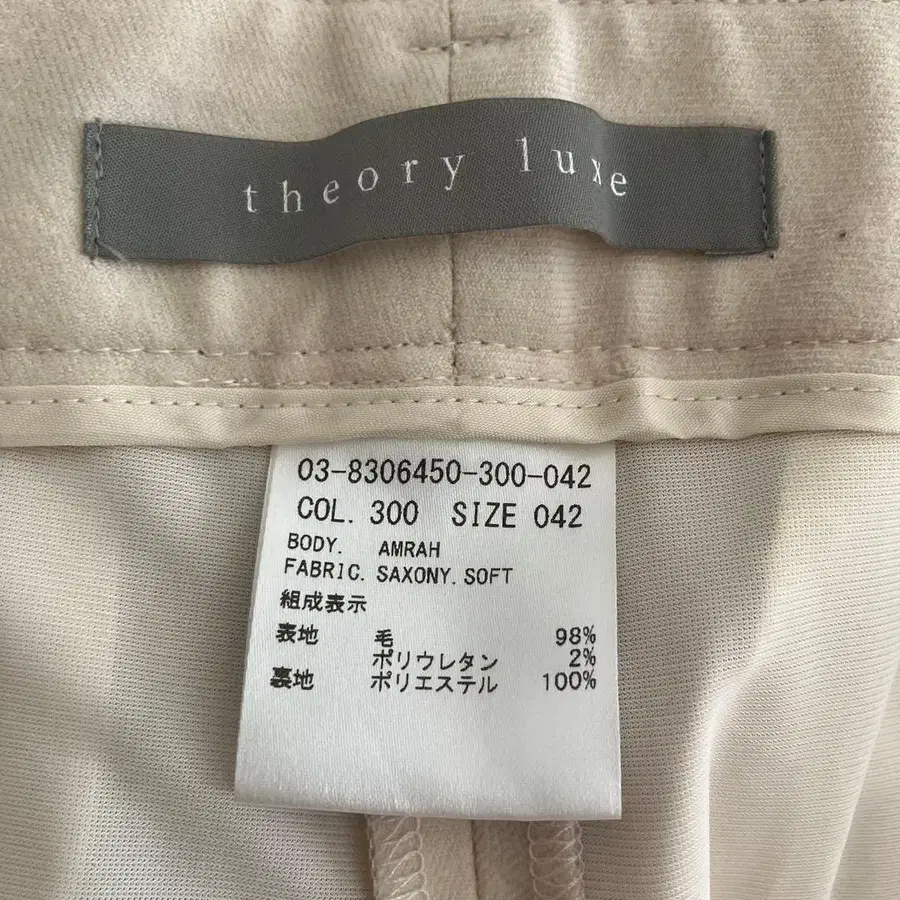 theory luxe
03-8306450-300-042
COL. 300 SIZE 042
BODY. AMRAH
FABRIC. SAXONY. SOFT
組成表示
表地 毛 98%
ポリウレタン 2%
裏地 ポリエステル 100%